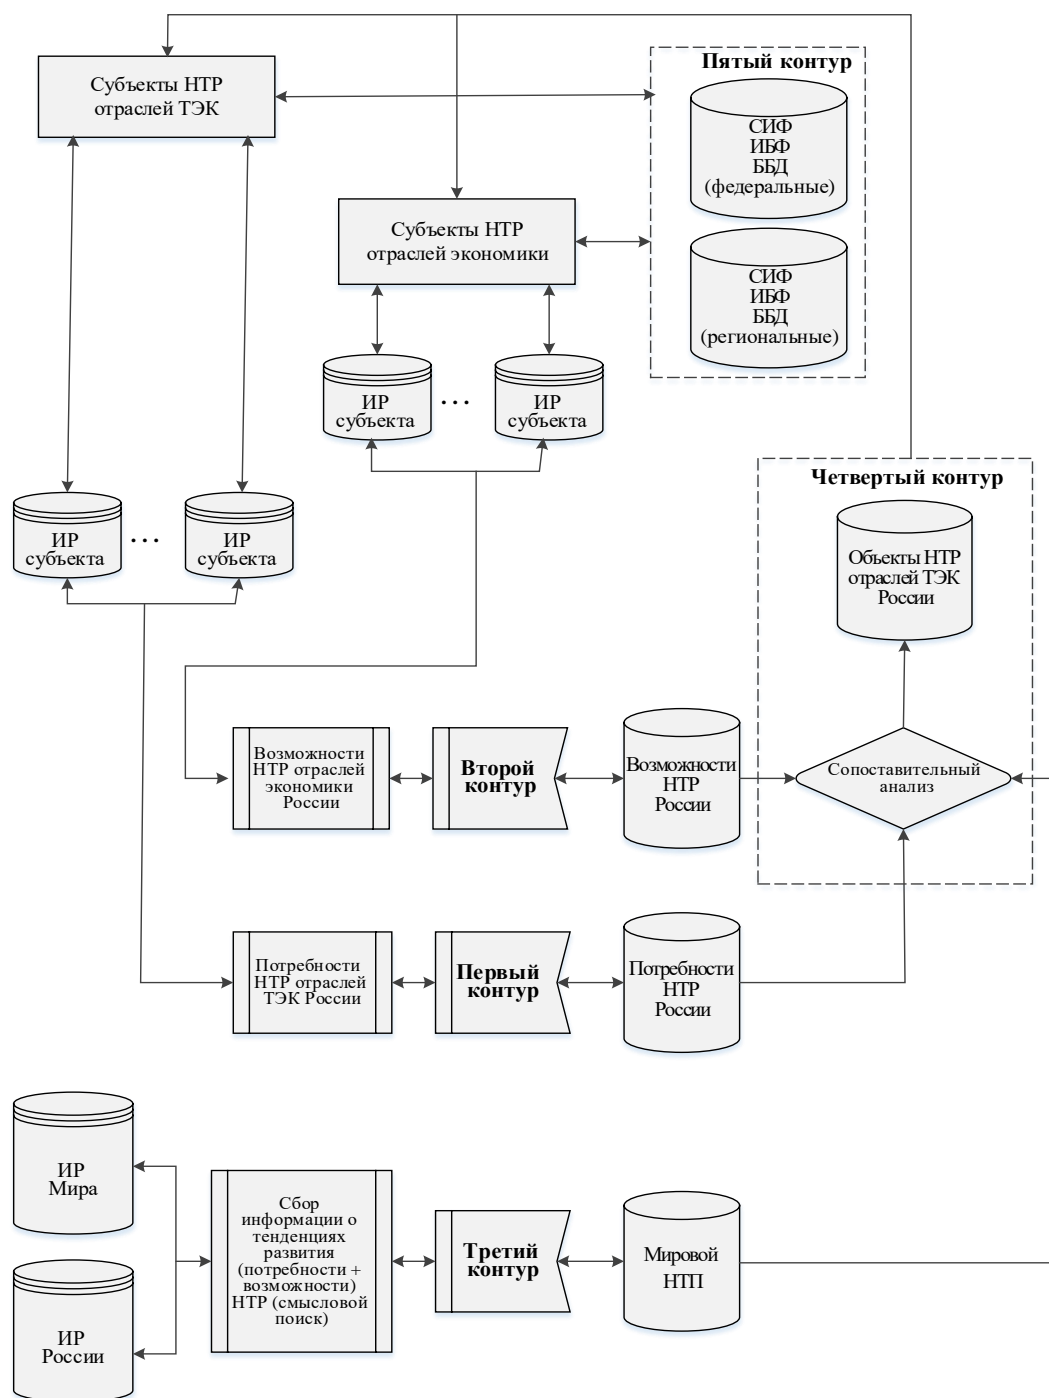 Субъекты НТР
отраслей ТЭК
Пятый контур
СИФ
ИБФ
ББД
(федеральные)
Субъекты НТР
отраслей экономики
СИФ
ИБФ
ББД
(региональные)
ИР
субъекта
...
ИР
субъекта
Четвертый контур
ИР
субъекта
...
ИР
субъекта
Объекты НТР
отраслей ТЭК
России
Возможности
НТР отраслей
экономики
России
Второй
контур
Возможности
НТР
России
Сопоставительный
анализ
Потребности
НТР отраслей
ТЭК России
Первый
контур
Потребности
НТР
России
ИР
Мира
Сбор
информации о
тенденциях
развития
(потребности +
возможности)
НТР (смысловой
поиск)
Третий
контур
Мировой
НТП
ИР
России